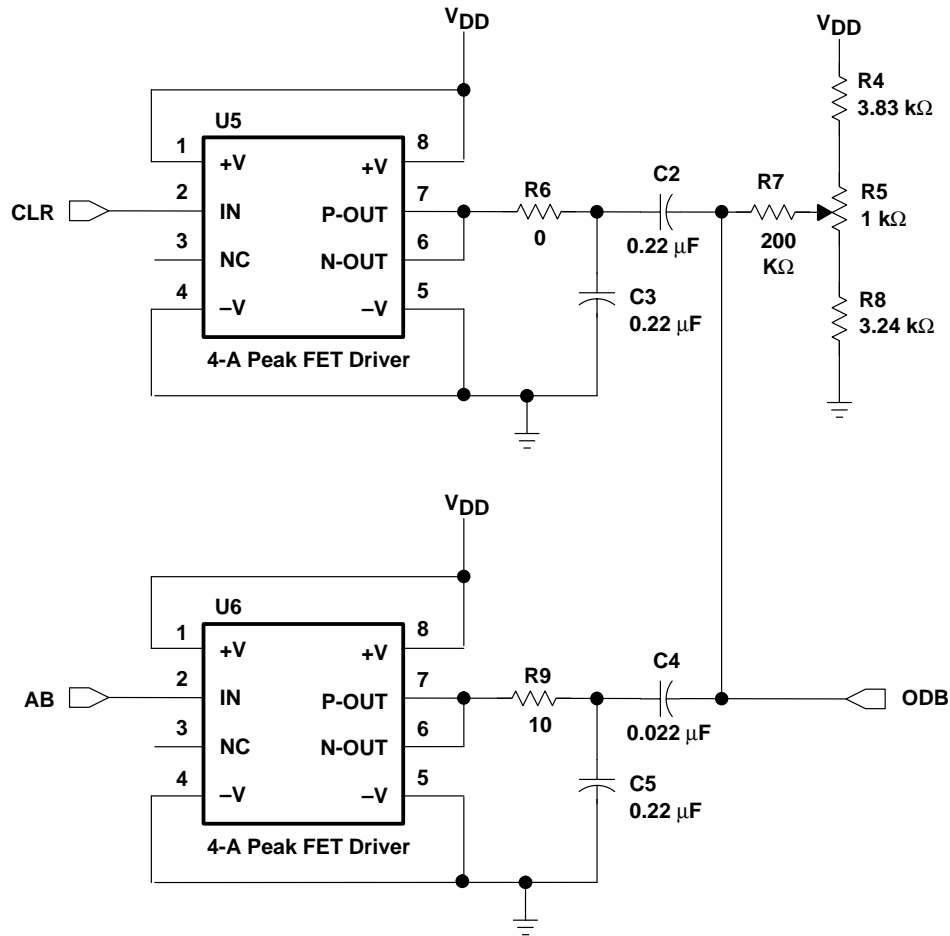 VDD
U5
1
+V
+V
8
CLR
2
IN
P-OUT
7
3
NC
N-OUT
6
4
–V
–V
5
4-A Peak FET Driver
R6
0
C2
0.22 μF
C3
0.22 μF
R7
200
KΩ
VDD
R4
3.83 kΩ
R5
1 kΩ
R8
3.24 kΩ
VDD
U6
1
+V
+V
8
AB
2
IN
P-OUT
7
3
NC
N-OUT
6
4
–V
–V
5
4-A Peak FET Driver
R9
10
C4
0.022 μF
C5
0.22 μF
ODB